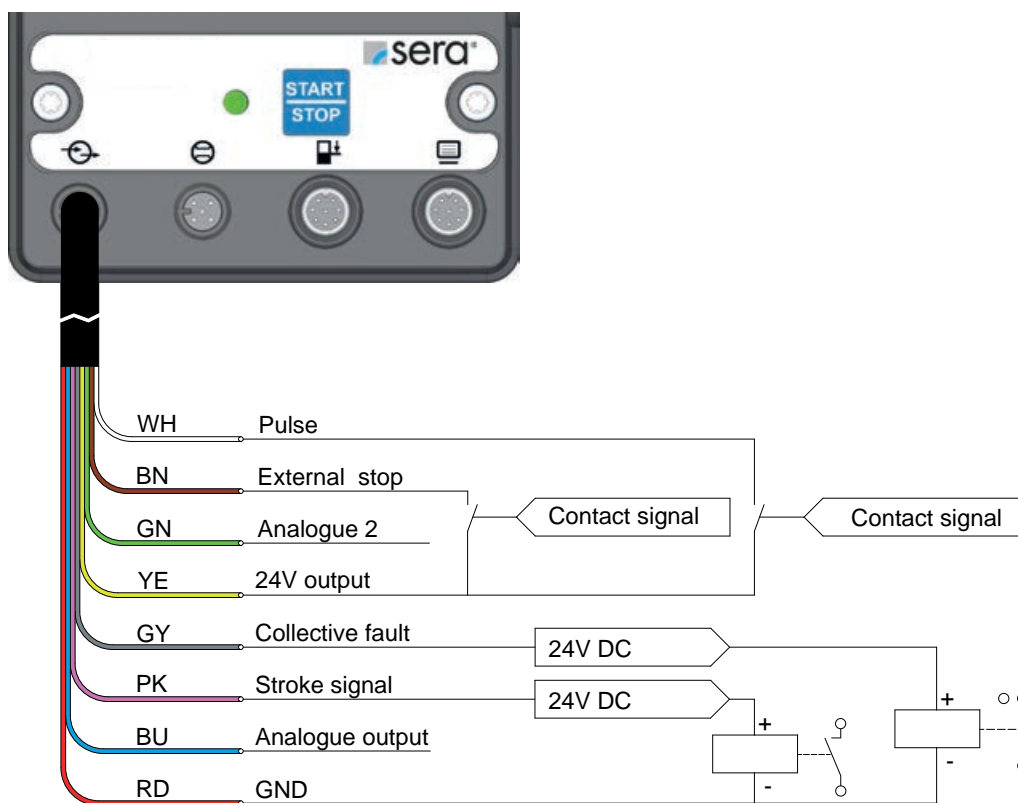 sera®
START
STOP
WH Pulse
BN External stop
Contact signal
Contact signal
GN Analogue 2
YE 24V output
GY Collective fault
24V DC
PK Stroke signal
24V DC
+
+
BU Analogue output
-
-
RD GND